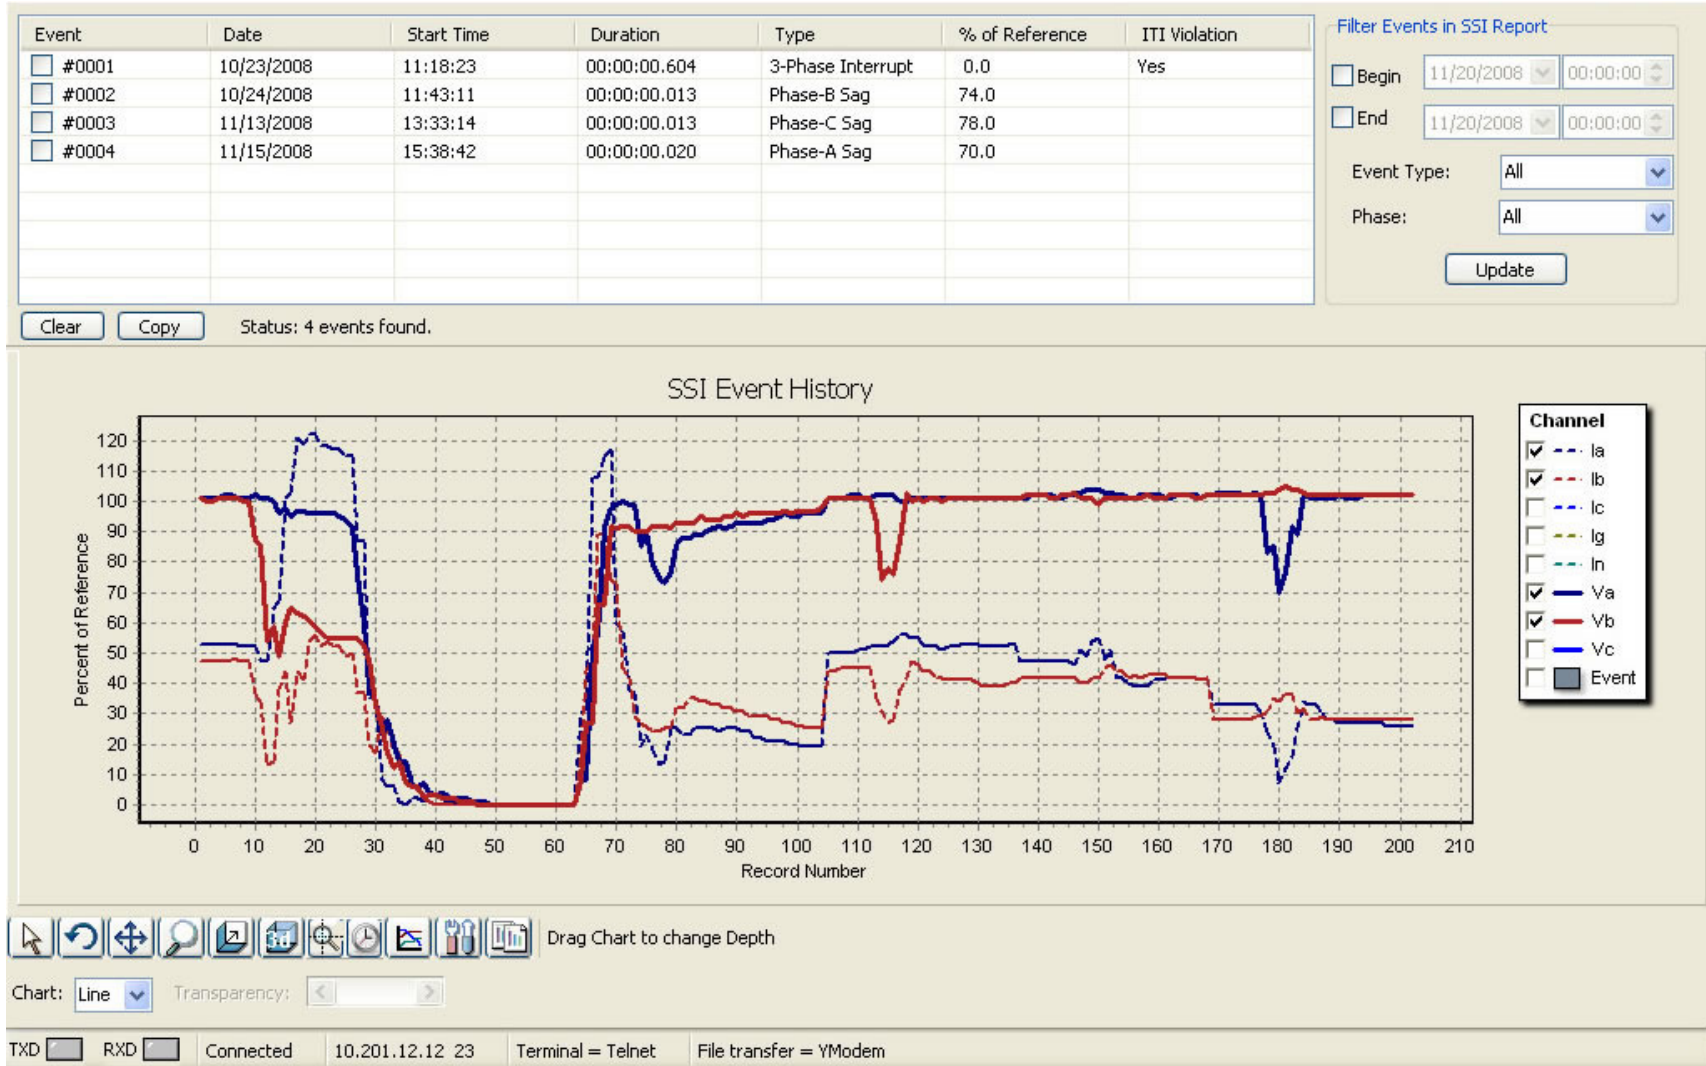 Event Date Start Time Duration Type % of Reference ITI Violation
#0001 10/23/2008 11:18:23 00:00:00.604 3-Phase Interrupt 0.0 Yes
#0002 10/24/2008 11:43:11 00:00:00.013 Phase-B Sag 74.0
#0003 11/13/2008 13:33:14 00:00:00.013 Phase-C Sag 78.0
#0004 11/15/2008 15:38:42 00:00:00.020 Phase-A Sag 70.0
Filter Events in SSI Report
Begin 11/20/2008 00:00:00
End 11/20/2008 00:00:00
Event Type: All
Phase: All
Update
Clear Copy Status: 4 events found.
SSI Event History
Percent of Reference
120
110
100
90
80
70
60
50
40
30
20
10
0
0 10 20 30 40 50 60 70 80 90 100 110 120 130 140 150 160 170 180 190 200 210
Record Number
Channel
Ia
Ib
Ic
Ig
In
Va
Vb
Vc
Event
3d Drag Chart to change Depth
Chart: Line Transparency:
TXD RXD Connected 10.201.12.12 23 Terminal = Telnet File transfer = YModem